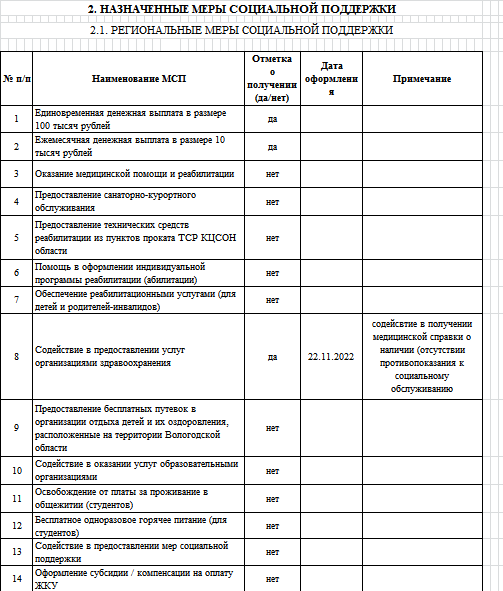 2. НАЗНАЧЕННЫЕ МЕРЫ СОЦИАЛЬНОЙ ПОДДЕРЖКИ
2.1. РЕГИОНАЛЬНЫЕ МЕРЫ СОЦИАЛЬНОЙ ПОДДЕРЖКИ
№ п/п
Наименование МСП
Отметка
о
получении
(да/нет)
Дата
оформлени
я
Примечание
1
Единовременная денежная выплата в размере
100 тысяч рублей
да
2
Ежемесячная денежная выплата в размере 10
тысяч рублей
да
3
Оказание медицинской помощи и реабилитации
нет
4
Предоставление санаторно-курортного
обслуживания
нет
5
Предоставление технических средств
реабилитации из пунктов проката ТСР КЦСОН
области
нет
6
Помощь в оформлении индивидуальной
программы реабилитации (абилитации)
нет
7
Обеспечение реабилитационными услугами (для
детей и родителей-инвалидов)
нет
8
Содействие в предоставлении услуг
организациями здравоохранения
да
22.11.2022
содейсвтие в получении
медицинской справки о
наличии (отсутствии
противопоказания к
социальному
обслуживанию
9
Предоставление бесплатных путевок в
организации отдыха детей и их оздоровления,
расположенные на территории Вологодской
области
нет
10
Содействие в оказании услуг образовательными
организациями
нет
11
Освобождение от платы за проживание в
общежитии (студентов)
нет
12
Бесплатное одноразовое горячее питание (для
студентов)
нет
13
Содействие в предоставлении мер социальной
поддержки
нет
14
Оформление субсидии / компенсации на оплату
ЖКУ
нет